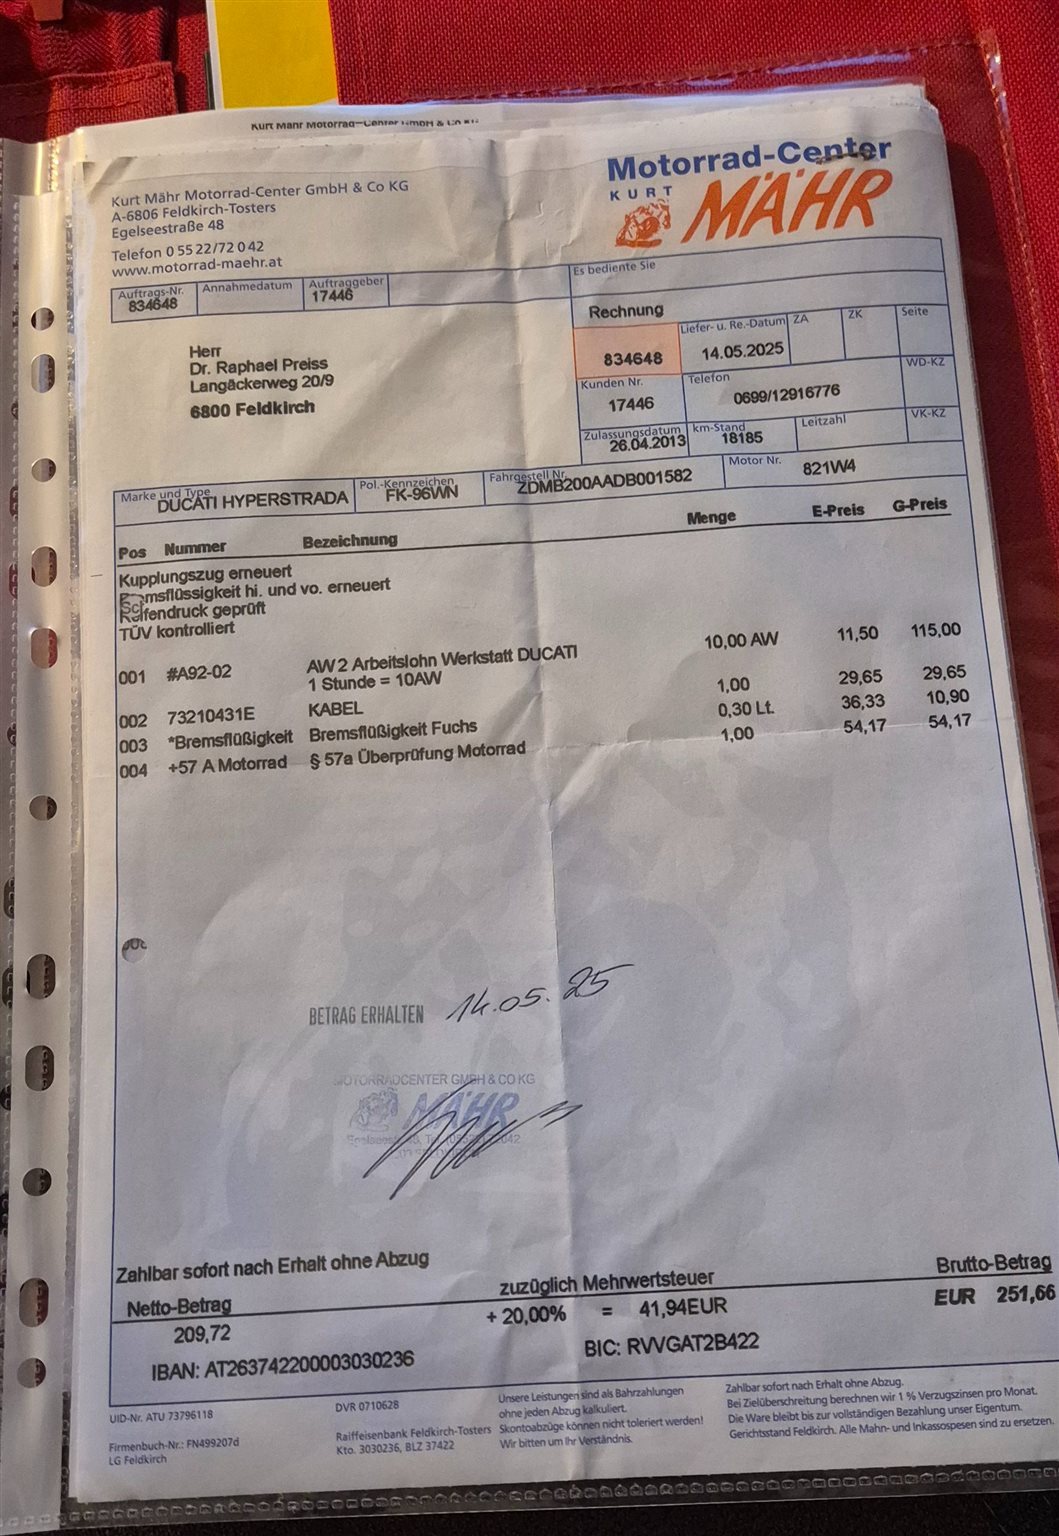 Kurt Mähr Motorrad-Center GmbH & Co KG
Kurt Mähr Motorrad-Center GmbH & Co KG
A-6806 Feldkirch-Tosters
Egelseestraße 48
Telefon 0 55 22/72 0 42
www.motorrad-maehr.at
Motorrad-Center
KURT
MÄHR
Auftrags-Nr. Annahmedatum Auftraggeber
834648 17446
Es bediente Sie
Rechnung
Liefer- u. Re.-Datum ZA ZK Seite
834648 14.05.2025
Herr
Dr. Raphael Preiss
Langäckerweg 20/9
6800 Feldkirch
Kunden Nr. Telefon WD-KZ
17446 0699/12916776
Zulassungsdatum km-Stand Leitzahl VK-KZ
26.04.2013 18185
Marke und Type Pol.-Kennzeichen Fahrgestell Nr. Motor Nr.
DUCATI HYPERSTRADA FK-96WN ZDMB200AADB001582 821W4
Pos Nummer Bezeichnung Menge E-Preis G-Preis
Kupplungszug erneuert
Bremsflüssigkeit hi. und vo. erneuert
Reifendruck geprüft
TÜV kontrolliert
001 #A92-02 AW 2 Arbeitslohn Werkstatt DUCATI 10,00 AW 11,50 115,00
1 Stunde = 10AW
002 73210431E KABEL 1,00 29,65 29,65
003 *Bremsflüßigkeit Bremsflüßigkeit Fuchs 0,30 Lt. 36,33 10,90
004 +57 A Motorrad § 57a Überprüfung Motorrad 1,00 54,17 54,17
BETRAG ERHALTEN 14.05.25
MOTORRADCENTER GMBH & CO KG
MÄHR
Zahlbar sofort nach Erhalt ohne Abzug
Netto-Betrag zuzüglich Mehrwertsteuer Brutto-Betrag
209,72 + 20,00% = 41,94EUR EUR 251,66
IBAN: AT263742200003030236 BIC: RVVGAT2B422
UID-Nr. ATU 73796118
Firmenbuch-Nr.: FN499207d
LG Feldkirch
DVR 0710628
Raiffeisenbank Feldkirch-Tosters
Kto. 3030236, BLZ 37422
Unsere Leistungen sind als Barzahlungen
ohne jeden Abzug kalkuliert.
Skontoabzüge können nicht toleriert werden!
Wir bitten um Ihr Verständnis.
Zahlbar sofort nach Erhalt ohne Abzug.
Bei Zielüberschreitung berechnen wir 1 % Verzugszinsen pro Monat.
Die Ware bleibt bis zur vollständigen Bezahlung unser Eigentum.
Gerichtsstand Feldkirch. Alle Mahn- und Inkassospesen sind zu ersetzen.